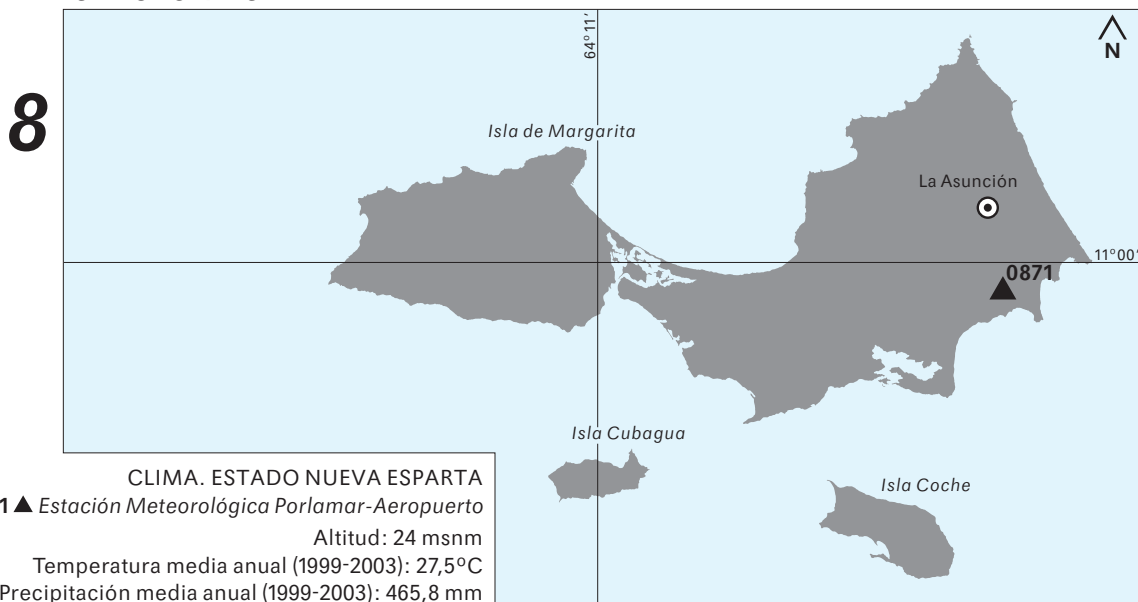 8
64°11'
N
Isla de Margarita
La Asunción
11°00'
0871
Isla Cubagua
Isla Coche
CLIMA. ESTADO NUEVA ESPARTA
1 ▲ Estación Meteorológica Porlamar-Aeropuerto
Altitud: 24 msnm
Temperatura media anual (1999-2003): 27,5°C
Precipitación media anual (1999-2003): 465,8 mm